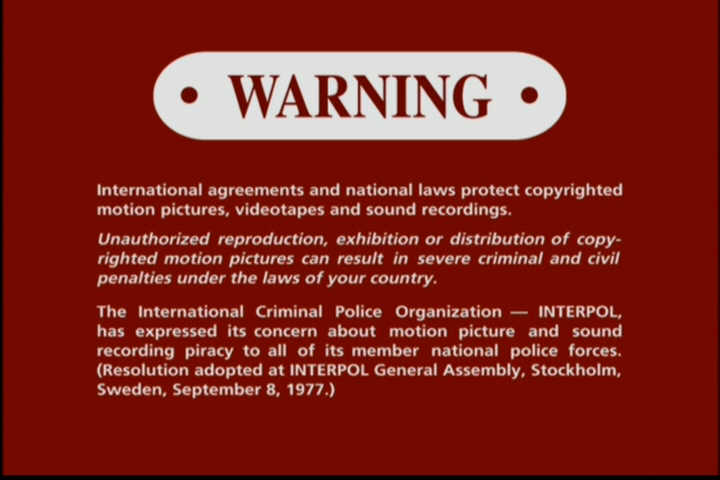 WARNING
International agreements and national laws protect copyrighted
motion pictures, videotapes and sound recordings.
Unauthorized reproduction, exhibition or distribution of copy-
righted motion pictures can result in severe criminal and civil
penalties under the laws of your country.
The International Criminal Police Organization — INTERPOL,
has expressed its concern about motion picture and sound
recording piracy to all of its member national police forces.
(Resolution adopted at INTERPOL General Assembly, Stockholm,
Sweden, September 8, 1977.)